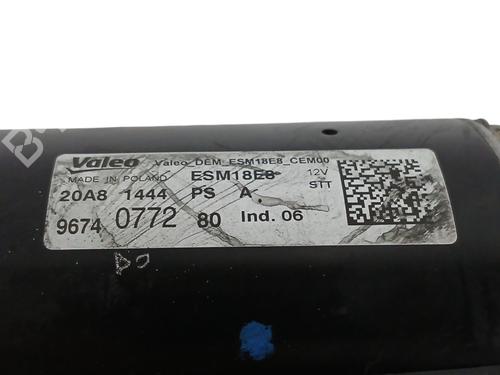 Valeo Valeo_DEM_ESM18E8_CEM00
MADE IN POLAND ESM18E8 12V
20A8 1444 PS A STT
9674 0772 80 Ind. 06